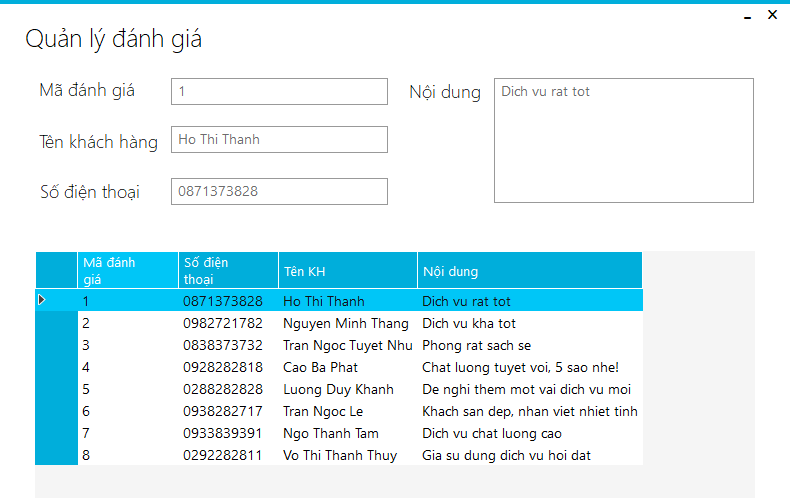 Quản lý đánh giá
Mã đánh giá 1 Nội dung Dich vu rat tot
Tên khách hàng Ho Thi Thanh
Số điện thoại 0871373828
Mã đánh giá Số điện thoại Tên KH Nội dung
1 0871373828 Ho Thi Thanh Dich vu rat tot
2 0982721782 Nguyen Minh Thang Dich vu kha tot
3 0838373732 Tran Ngoc Tuyet Nhu Phong rat sach se
4 0928282818 Cao Ba Phat Chat luong tuyet voi, 5 sao nhe!
5 0288282828 Luong Duy Khanh De nghi them mot vai dich vu moi
6 0938282717 Tran Ngoc Le Khach san dep, nhan viet nhiet tinh
7 0933839391 Ngo Thanh Tam Dich vu chat luong cao
8 0292282811 Vo Thi Thanh Thuy Gia su dung dich vu hoi dat